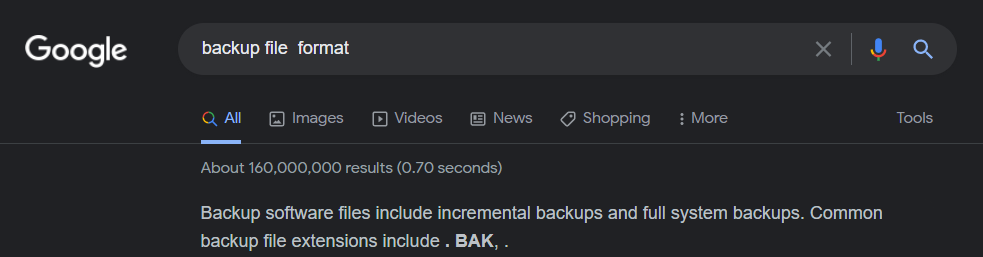 Google
backup file  format
All Images Videos News Shopping More Tools
About 160,000,000 results (0.70 seconds)
Backup software files include incremental backups and full system backups. Common
backup file extensions include . BAK, .